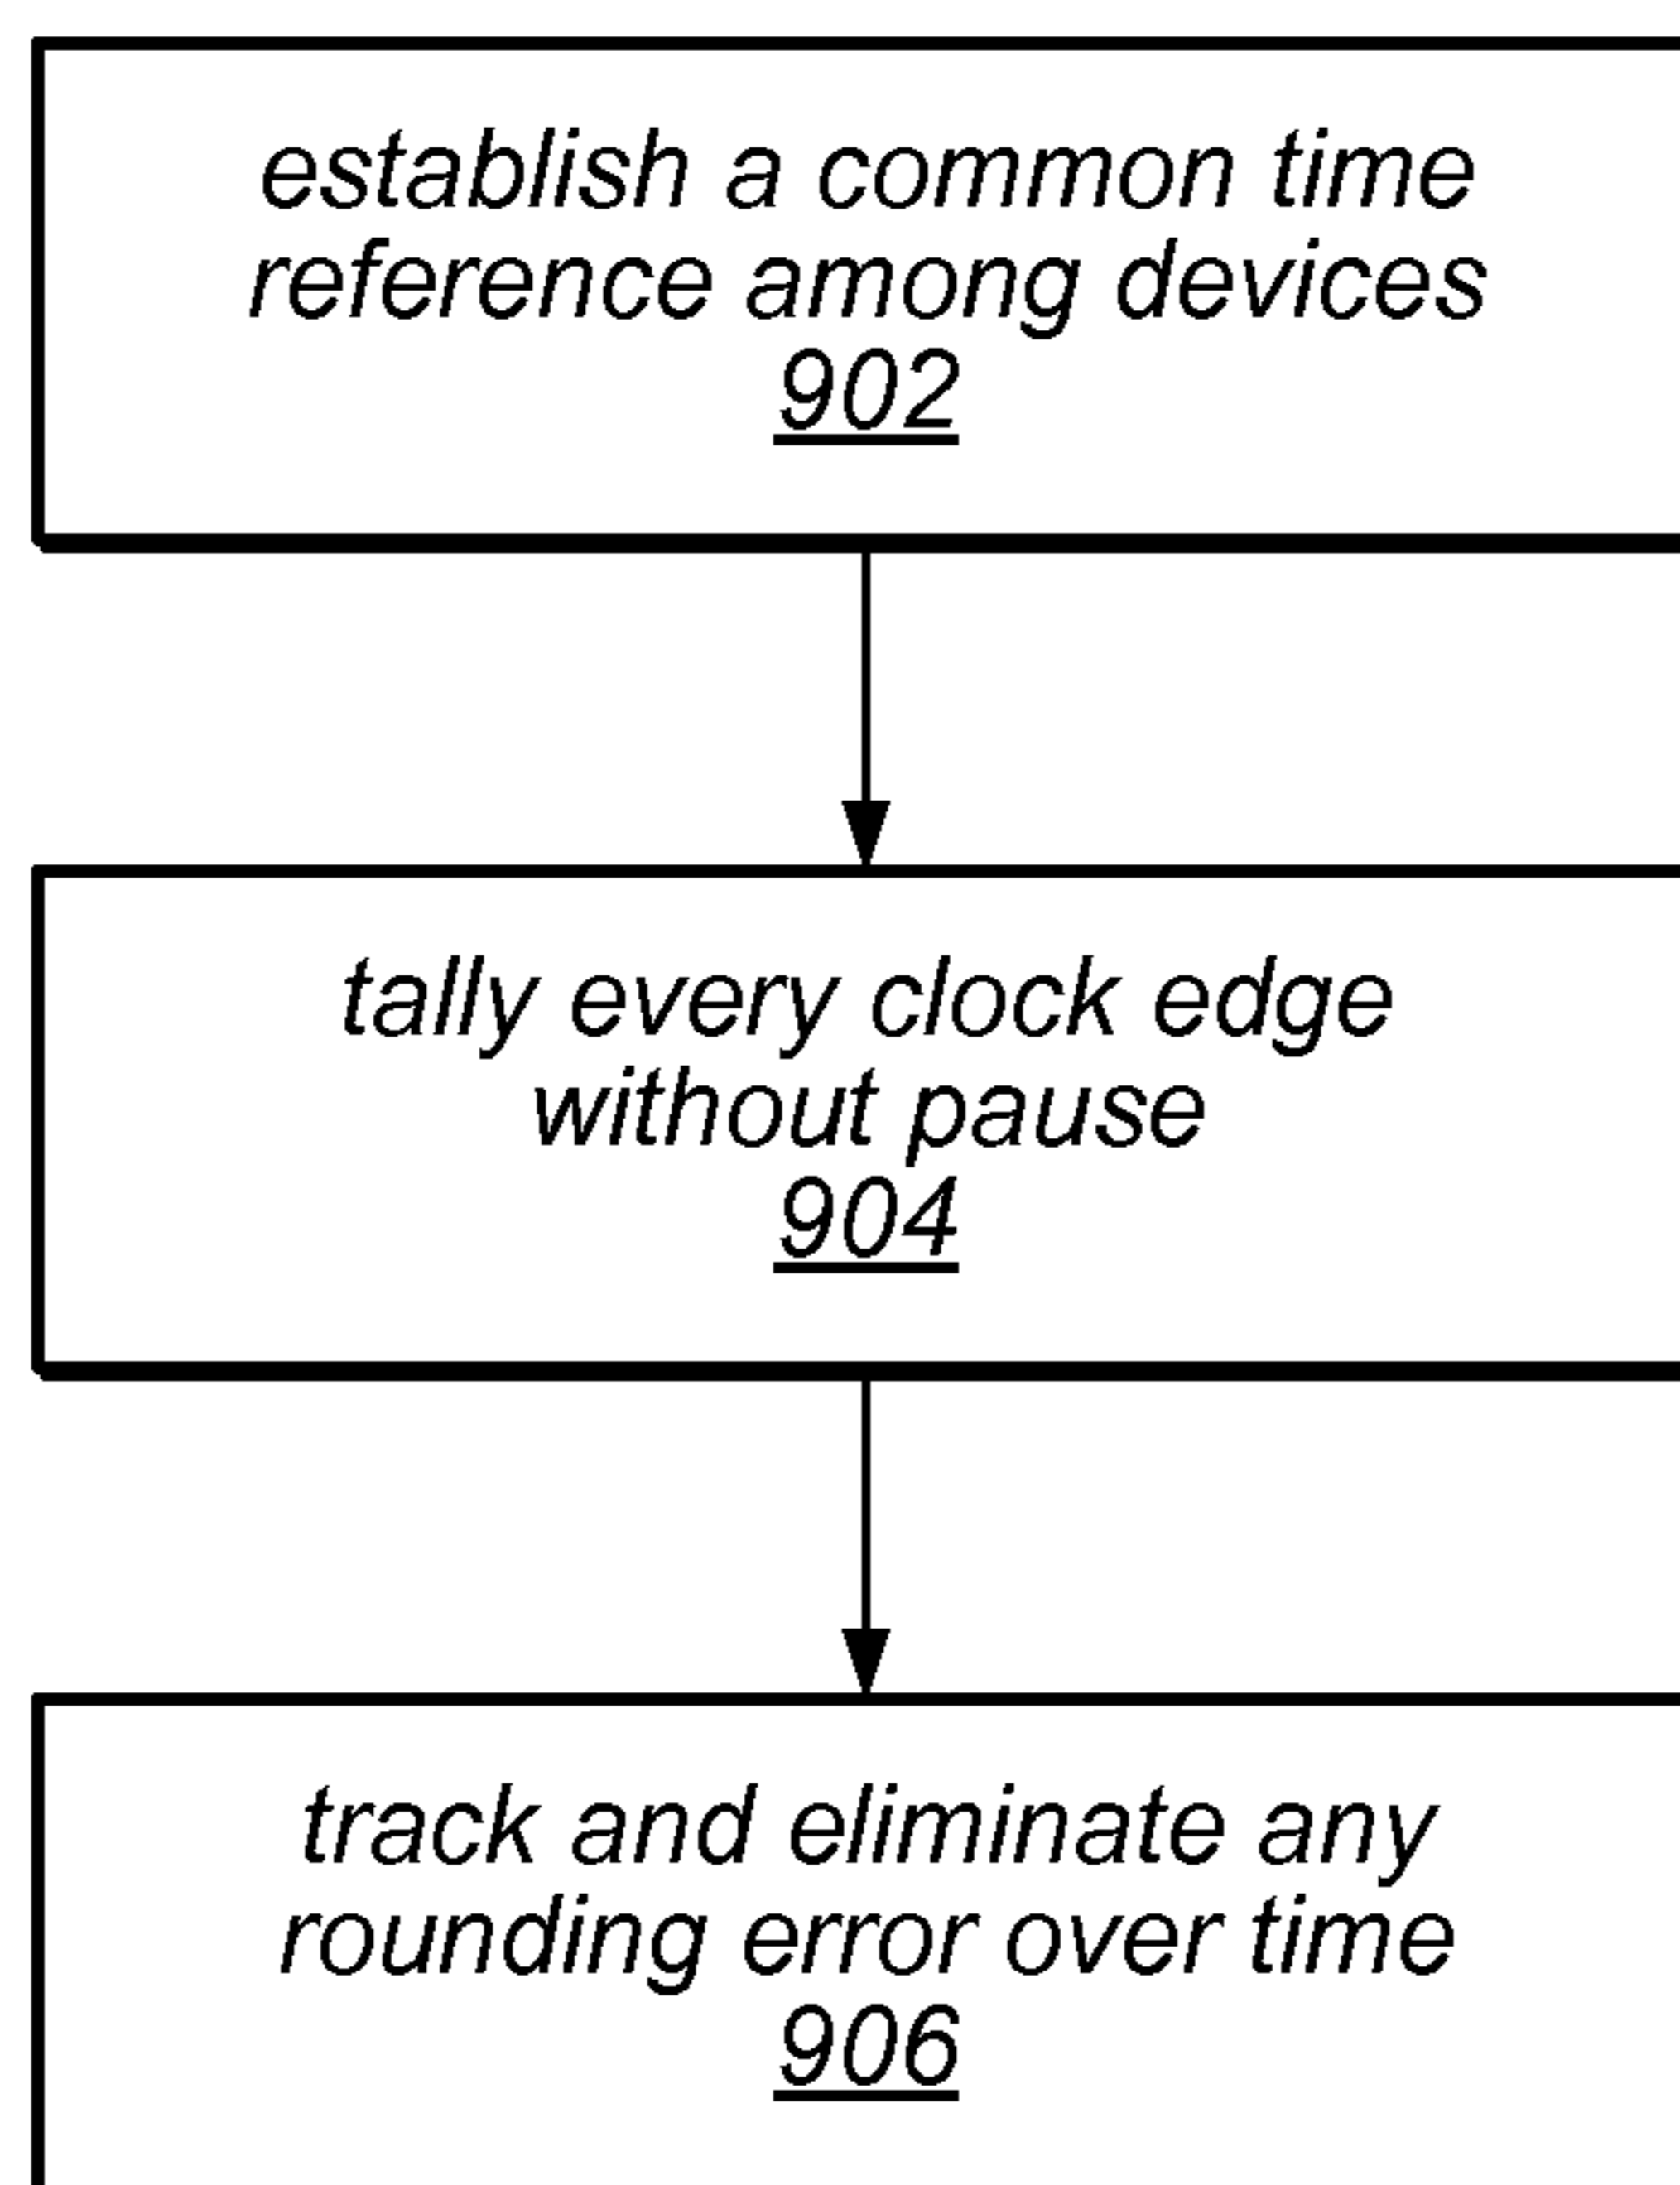 establish a common time
reference among devices
902
tally every clock edge
without pause
904
track and eliminate any
rounding error over time
906